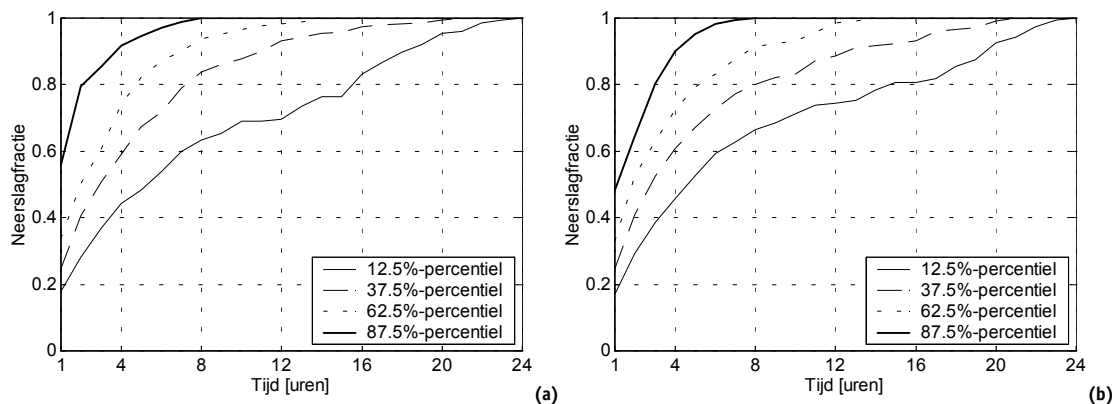 1
0.8
0.6
0.4
0.2
0
Neerslagfractie
1 4 8 12 16 20 24
Tijd [uren]
12.5%-percentiel
37.5%-percentiel
62.5%-percentiel
87.5%-percentiel
(a)
1
0.8
0.6
0.4
0.2
0
Neerslagfractie
1 4 8 12 16 20 24
Tijd [uren]
12.5%-percentiel
37.5%-percentiel
62.5%-percentiel
87.5%-percentiel
(b)